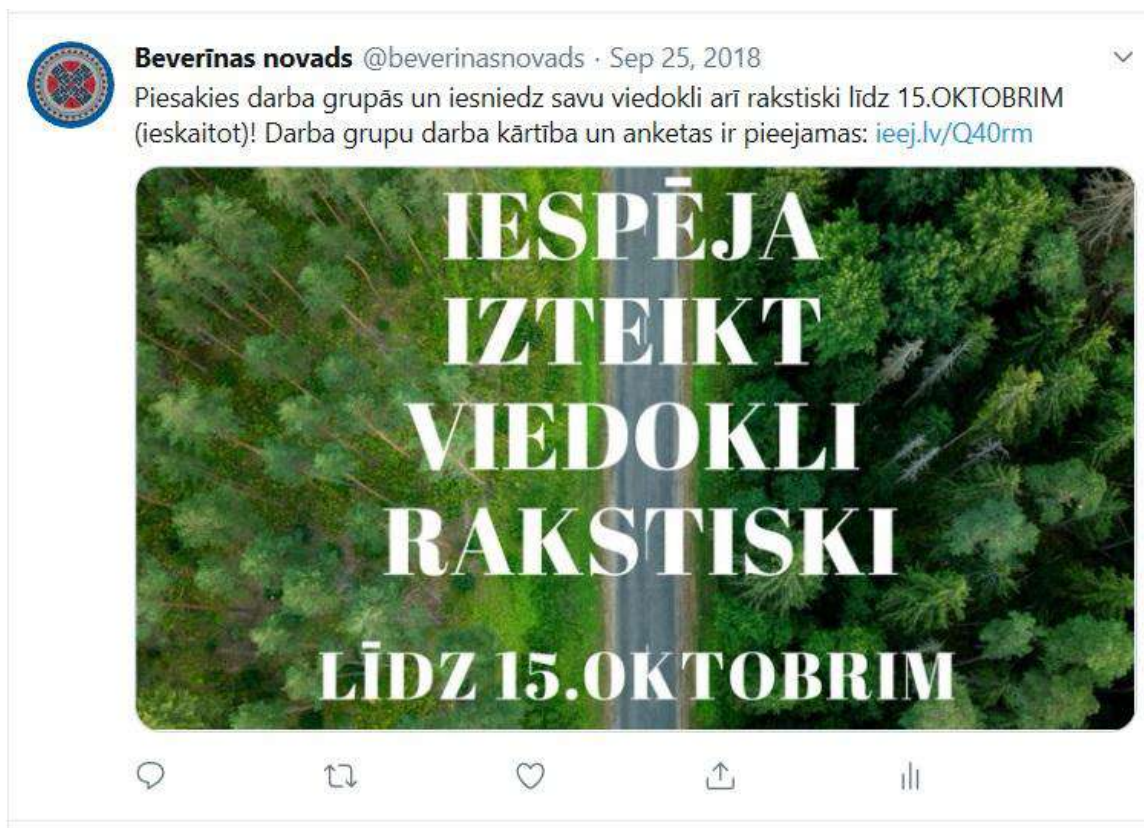 Beverīnas novads @beverinasnovads · Sep 25, 2018
Piesakies darba grupās un iesniedz savu viedokli arī rakstiski līdz 15.OKTOBRIM
(ieskaitot)! Darba grupu darba kārtība un anketas ir pieejamas: ieej.lv/Q40rm
IESPĒJA
IZTEIKT
VIEDOKLI
RAKSTISKI
LĪDZ 15.OKTOBRIM